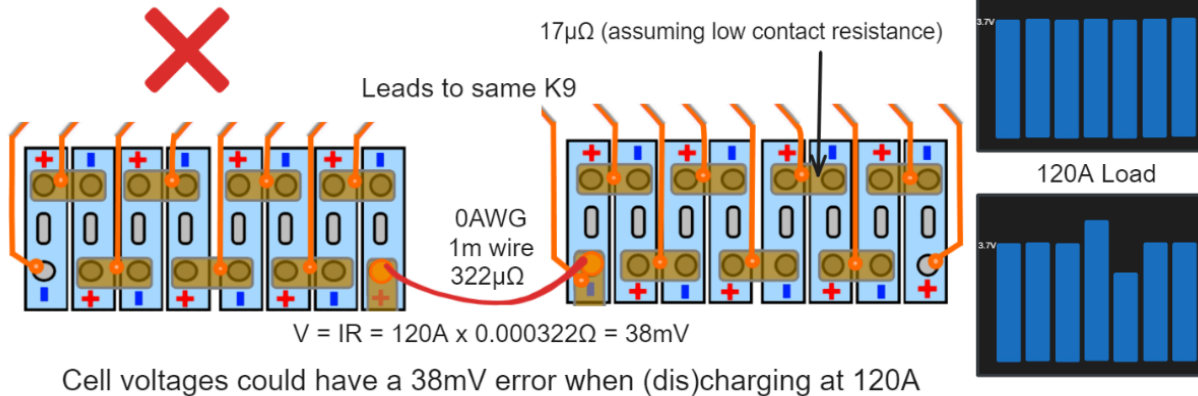 17µΩ (assuming low contact resistance)
Leads to same K9
3.7V
120A Load
0AWG
1m wire
322µΩ
3.7V
V = IR = 120A x 0.000322Ω = 38mV
Cell voltages could have a 38mV error when (dis)charging at 120A